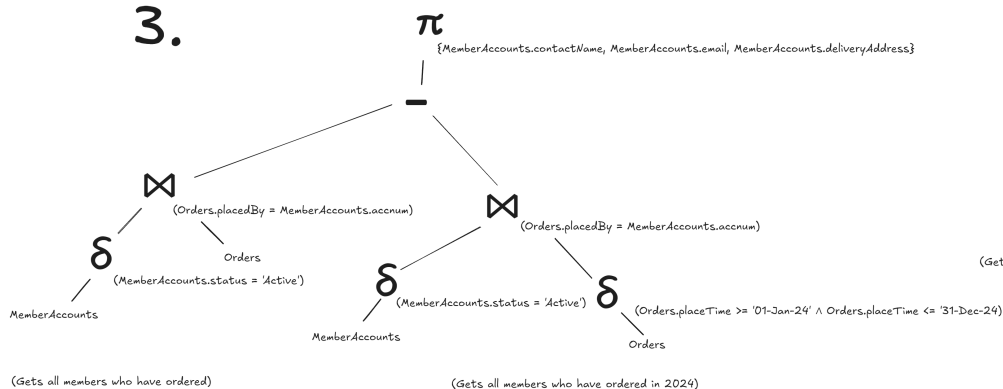 3.
π
{MemberAccounts.contactName, MemberAccounts.email, MemberAccounts.deliveryAddress}
-
⋈
(Orders.placedBy = MemberAccounts.accnum)
⋈
(Orders.placedBy = MemberAccounts.accnum)
δ
(MemberAccounts.status = 'Active')
Orders
δ
(MemberAccounts.status = 'Active')
δ
(Orders.placeTime >= '01-Jan-24' ∧ Orders.placeTime <= '31-Dec-24)
MemberAccounts
MemberAccounts
Orders
(Get
(Gets all members who have ordered)
(Gets all members who have ordered in 2024)